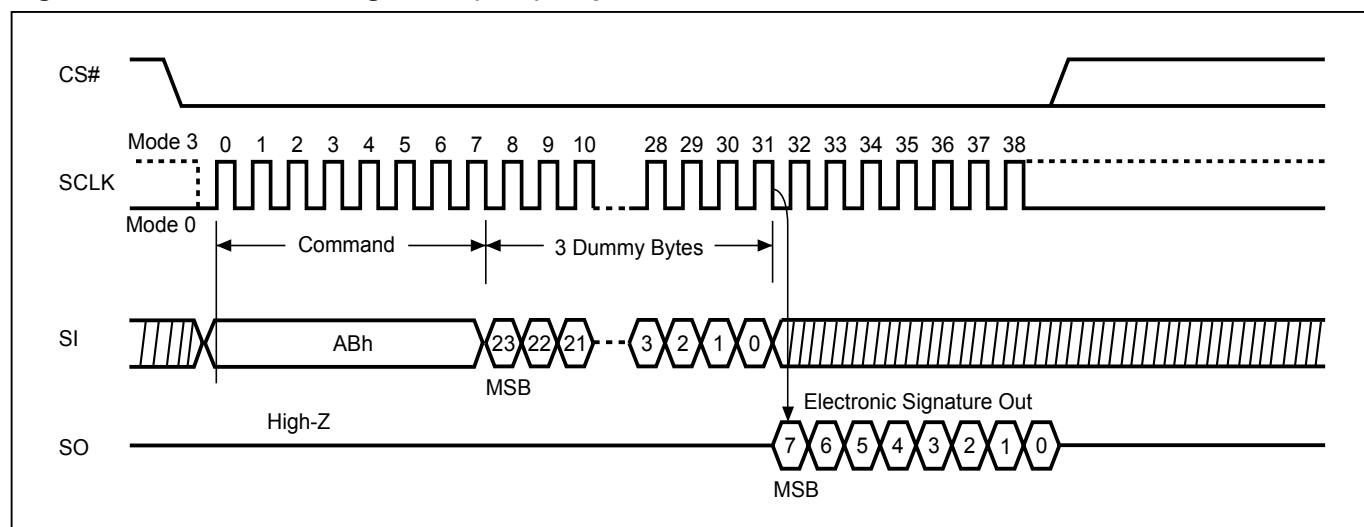 CS#
Mode 3 0 1 2 3 4 5 6 7 8 9 10 28 29 30 31 32 33 34 35 36 37 38
SCLK
Mode 0
Command 3 Dummy Bytes
SI ABh 23 22 21 3 2 1 0
MSB
Electronic Signature Out
High-Z
SO 7 6 5 4 3 2 1 0
MSB